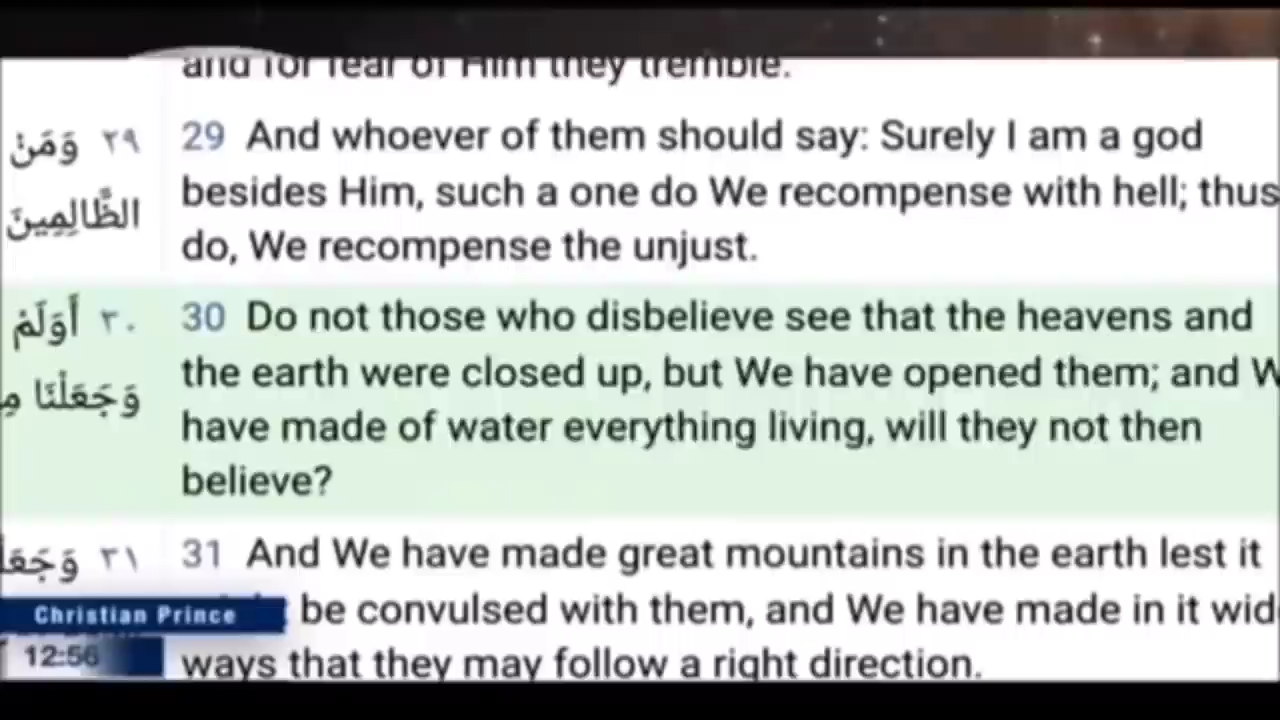 and for fear of Him they tremble.
٢٩ وَمَنْ
29 And whoever of them should say: Surely I am a god
الظَّالِمِينَ
besides Him, such a one do We recompense with hell; thus
do, We recompense the unjust.
٣٠ أَوَلَمْ
30 Do not those who disbelieve see that the heavens and
the earth were closed up, but We have opened them; and W
وَجَعَلْنَا
have made of water everything living, will they not then
believe?
٣١
31 And We have made great mountains in the earth lest it
be convulsed with them, and We have made in it wid
ways that they may follow a right direction.
Christian Prince
12:56